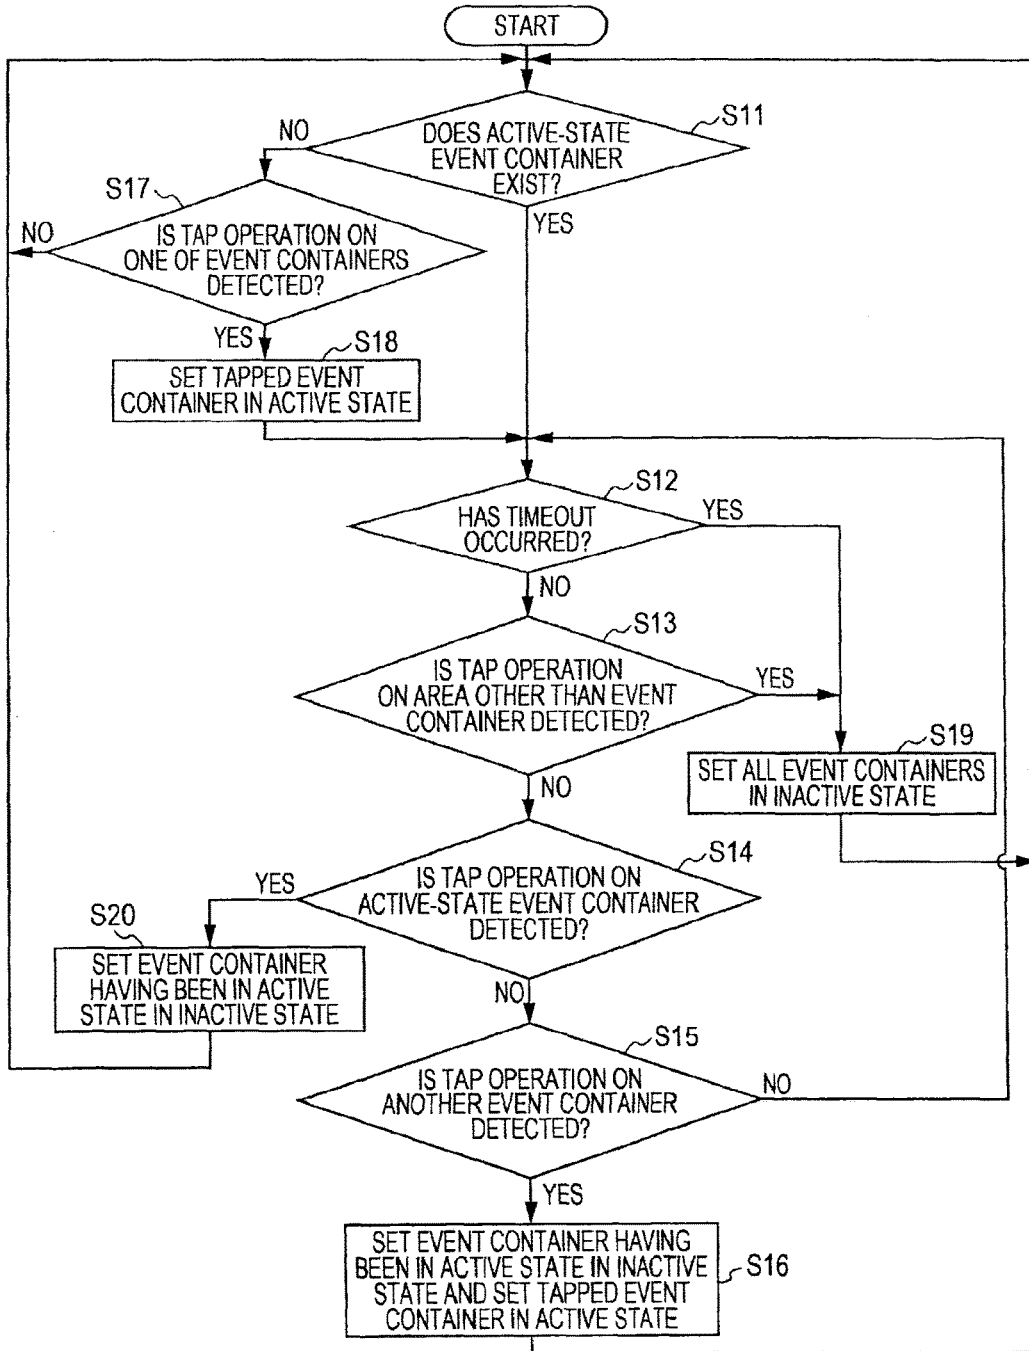 START
S11
DOES ACTIVE-STATE
EVENT CONTAINER
EXIST?
NO
YES
S17
IS TAP OPERATION ON
ONE OF EVENT CONTAINERS
DETECTED?
NO
YES
S18
SET TAPPED EVENT
CONTAINER IN ACTIVE STATE
S12
HAS TIMEOUT
OCCURRED?
YES
NO
S13
IS TAP OPERATION
ON AREA OTHER THAN EVENT
CONTAINER DETECTED?
YES
NO
S19
SET ALL EVENT CONTAINERS
IN INACTIVE STATE
S14
IS TAP OPERATION ON
ACTIVE-STATE EVENT CONTAINER
DETECTED?
YES
NO
S20
SET EVENT CONTAINER
HAVING BEEN IN ACTIVE
STATE IN INACTIVE STATE
S15
IS TAP OPERATION ON
ANOTHER EVENT CONTAINER
DETECTED?
NO
YES
SET EVENT CONTAINER HAVING
BEEN IN ACTIVE STATE IN INACTIVE
STATE AND SET TAPPED EVENT
CONTAINER IN ACTIVE STATE
S16